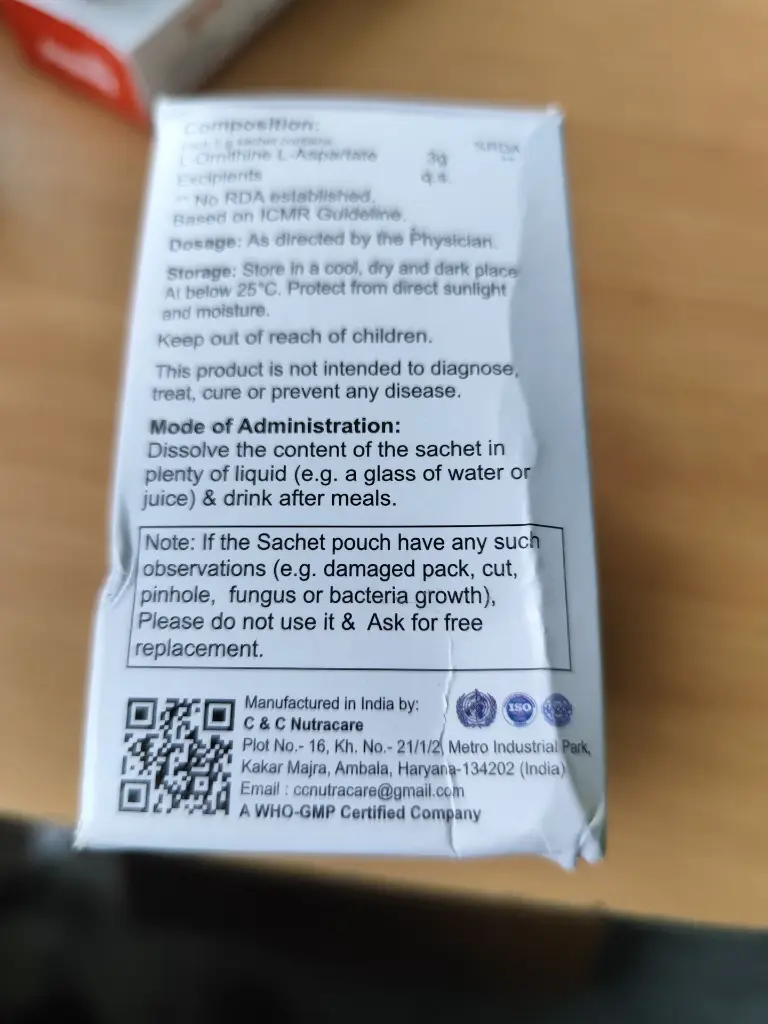 Composition:
Each 5 g sachet contains
%RDA
L-Ornithine L-Aspartate 3g **
Excipients q.s.
** No RDA established.
Based on ICMR Guideline.
Dosage: As directed by the Physician.
Storage: Store in a cool, dry and dark place
At below 25°C. Protect from direct sunlight
and moisture.
Keep out of reach of children.
This product is not intended to diagnose,
treat, cure or prevent any disease.
Mode of Administration:
Dissolve the content of the sachet in
plenty of liquid (e.g. a glass of water or
juice) & drink after meals.
Note: If the Sachet pouch have any such
observations (e.g. damaged pack, cut,
pinhole, fungus or bacteria growth),
Please do not use it & Ask for free
replacement.
Manufactured in India by:
C & C Nutracare
ISO
Plot No.- 16, Kh. No.- 21/1/2, Metro Industrial Park,
Kakar Majra, Ambala, Haryana-134202 (India)
Email : ccnutracare@gmail.com
A WHO-GMP Certified Company